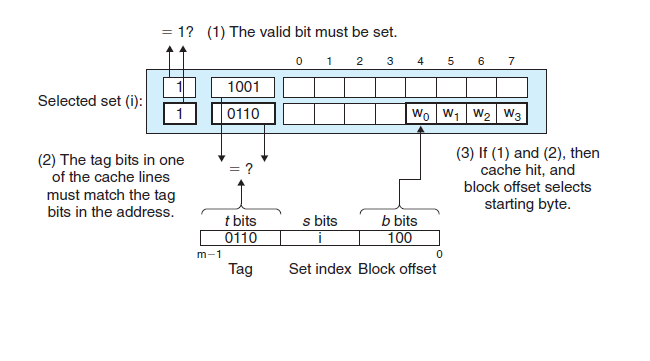 = 1? (1) The valid bit must be set.
0 1 2 3 4 5 6 7
1 1001
Selected set (i):
1 0110 w0 w1 w2 w3
(2) The tag bits in one
of the cache lines
must match the tag
bits in the address.
= ?
(3) If (1) and (2), then
cache hit, and
block offset selects
starting byte.
t bits s bits b bits
0110 i 100
m–1 0
Tag Set index Block offset